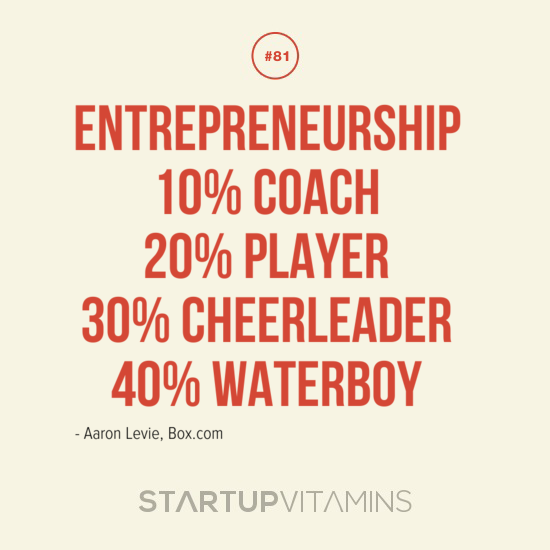 #81
ENTREPRENEURSHIP
10% COACH
20% PLAYER
30% CHEERLEADER
40% WATERBOY
- Aaron Levie, Box.com
STARTUPVITAMINS